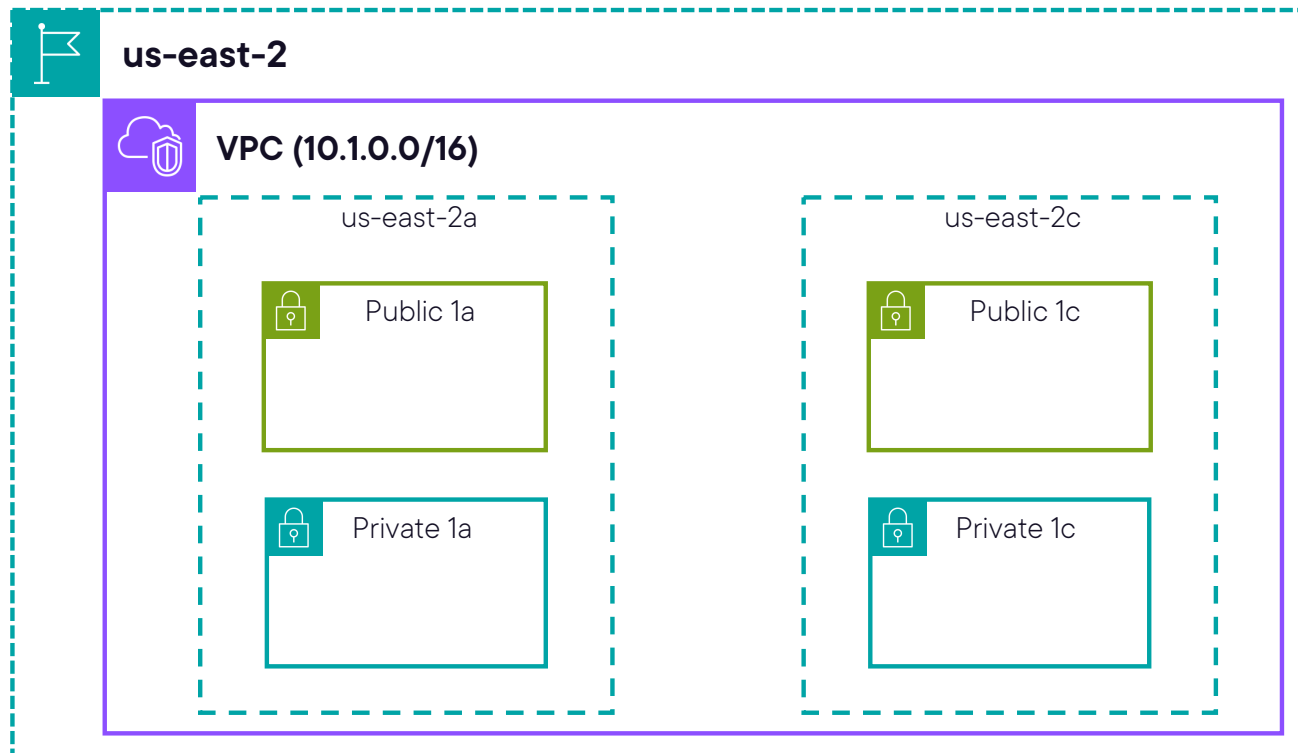 us-east-2
VPC (10.1.0.0/16)
us-east-2a
us-east-2c
Public 1a
Public 1c
Private 1a
Private 1c